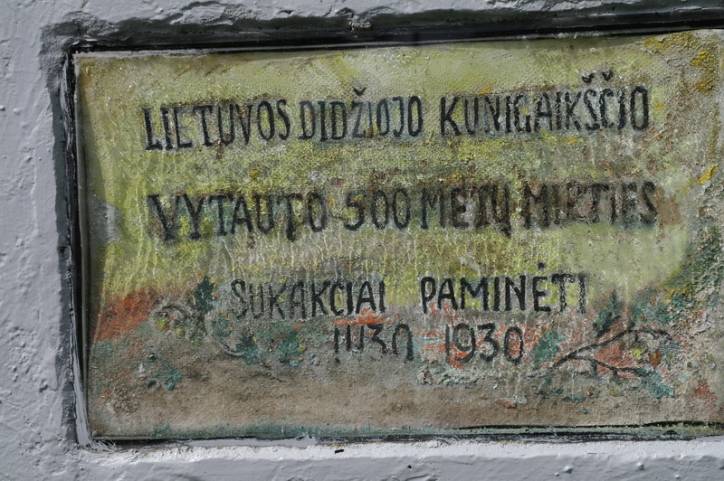 LIETUVOS DIDŽIOJO KUNIGAIKŠČIO
VYTAUTO 500 METŲ MIRTIES
SUKAKČIAI PAMINĖTI
1430 1930